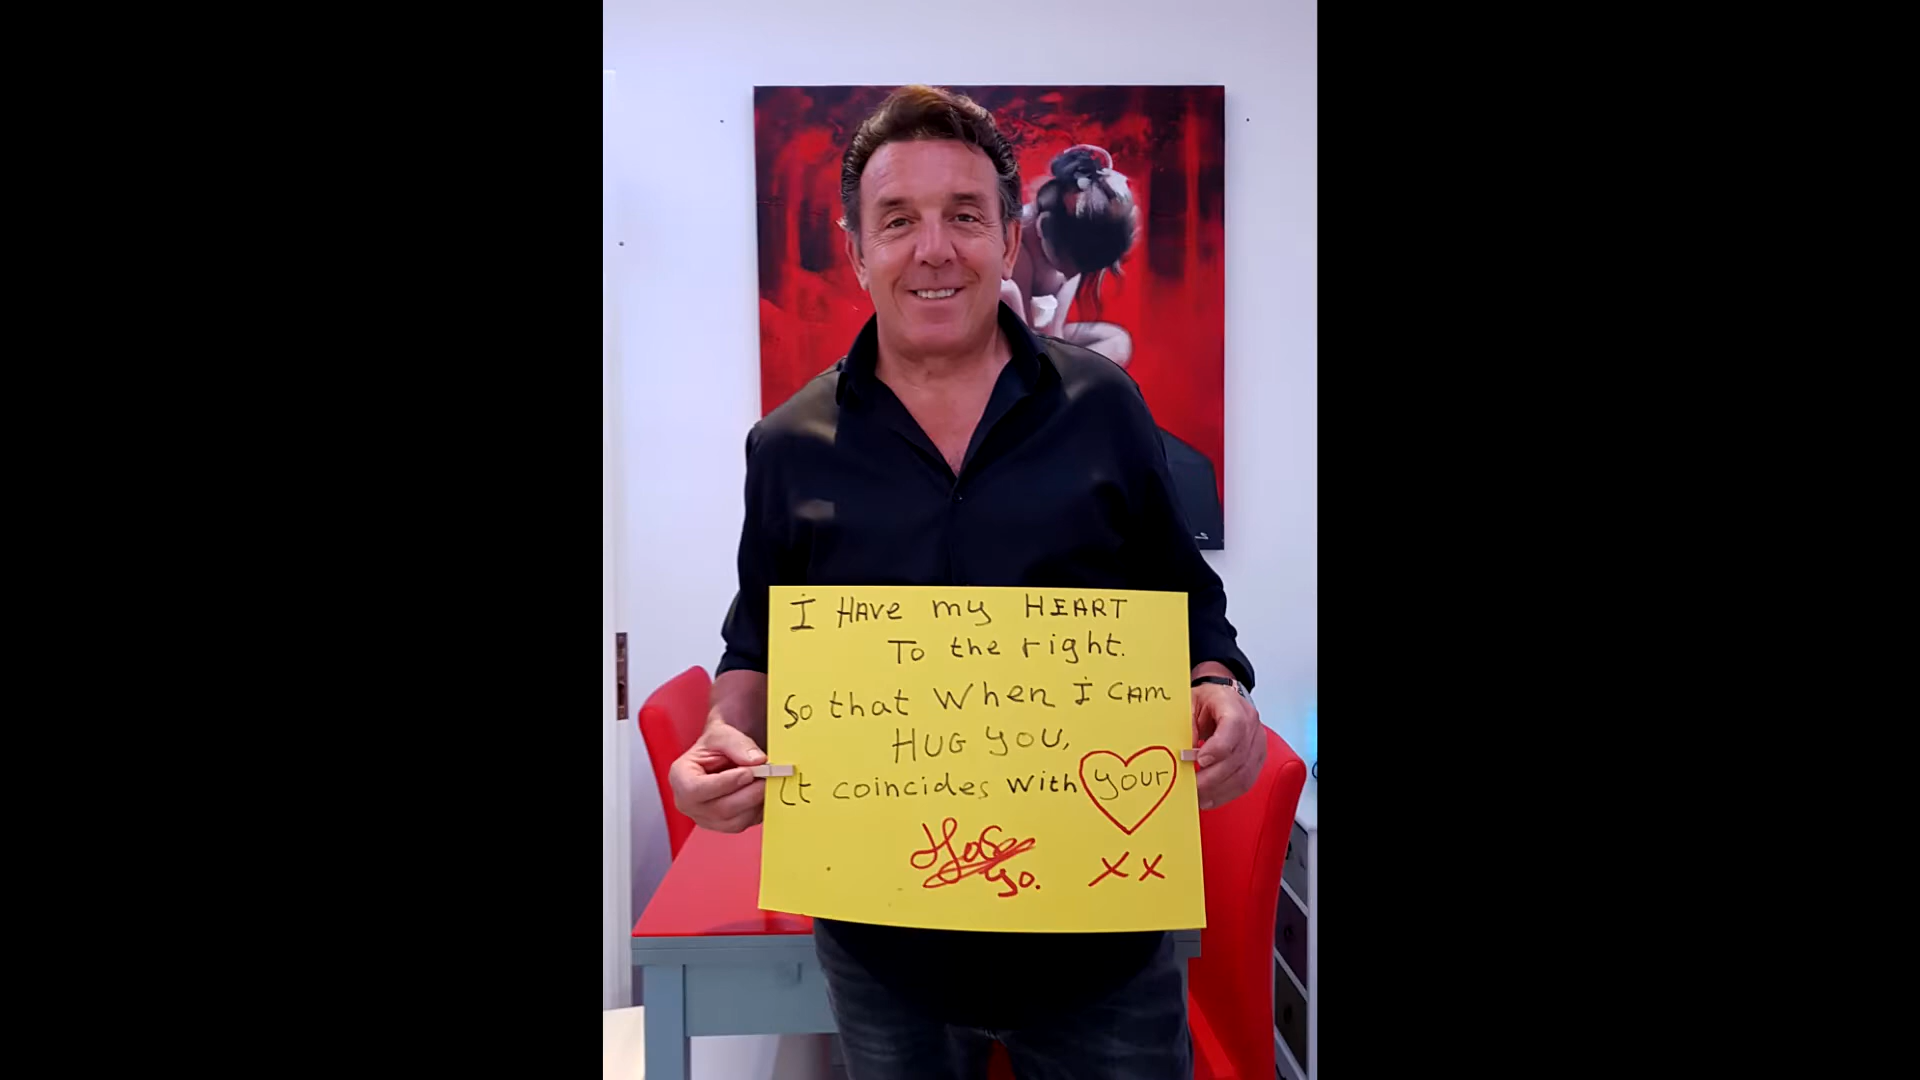 I HAVE my HEART
To the right.
So that When I CAM
HUG YOU,
it coincides With your
XX